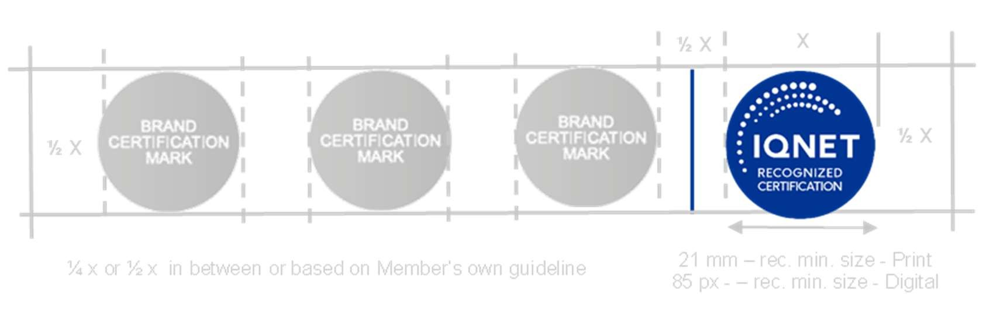 ½ X
X
½ X
BRAND
CERTIFICATION
MARK
BRAND
CERTIFICATION
MARK
BRAND
CERTIFICATION
MARK
IQNET
RECOGNIZED
CERTIFICATION
½ X
¼ x or ½ x in between or based on Member's own guideline
21 mm – rec. min. size - Print
85 px - – rec. min. size - Digital